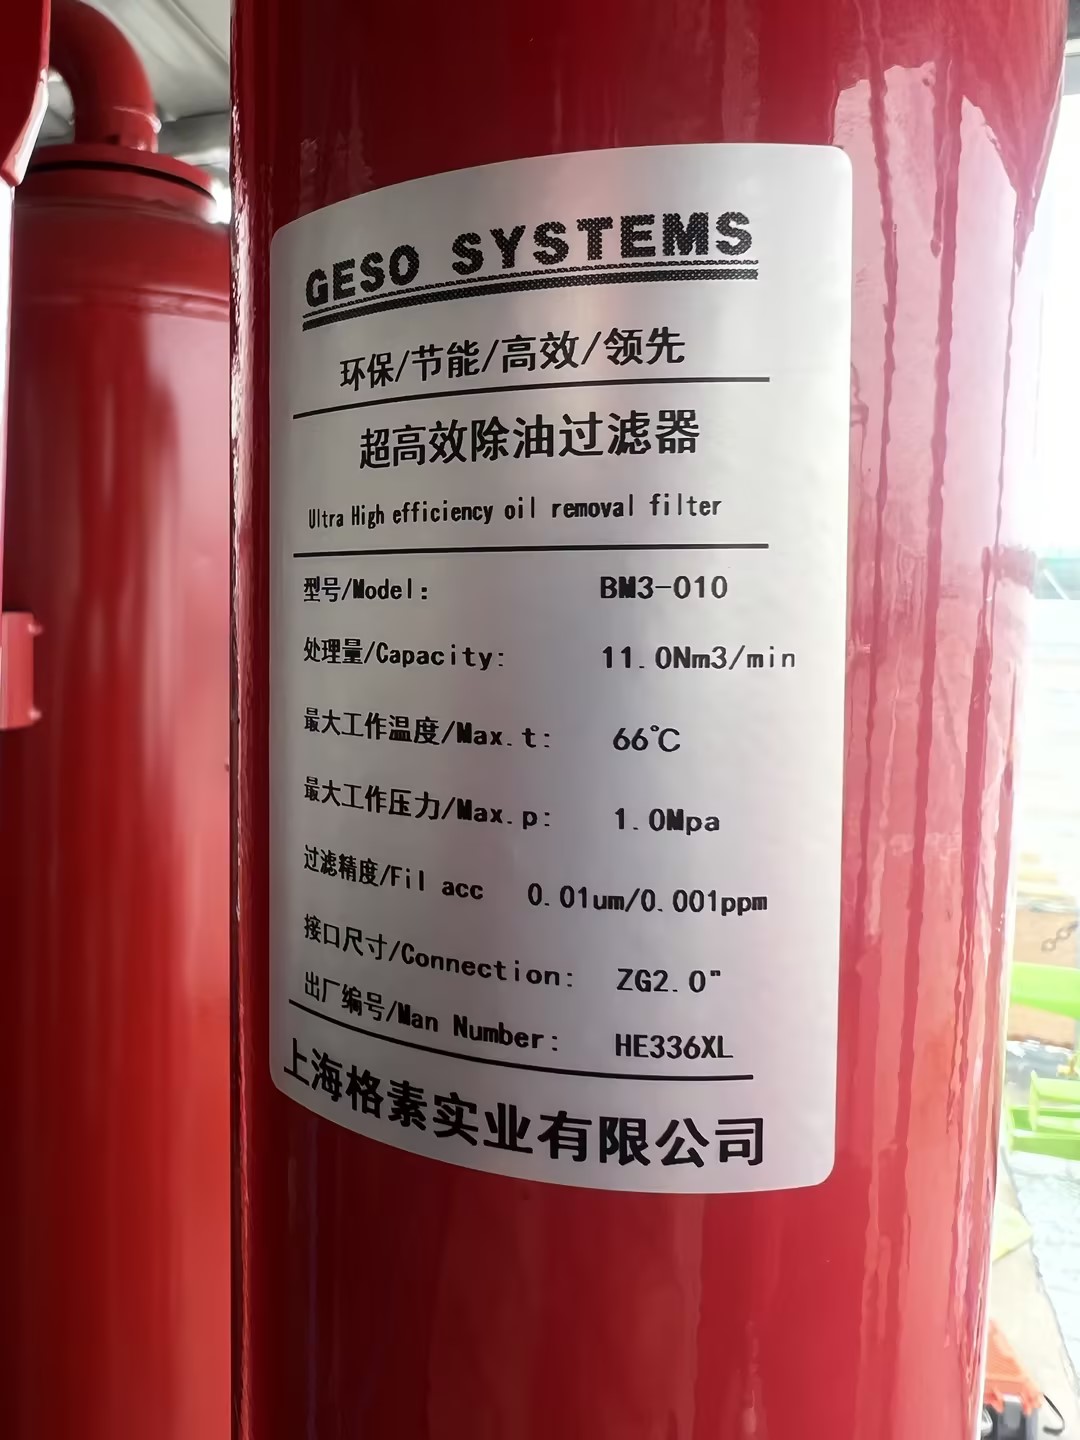 GESO SYSTEMS
环保/节能/高效/领先
超高效除油过滤器
Ultra High efficiency oil removal filter
型号/Model: BM3-010
处理量/Capacity: 11.0Nm3/min
最大工作温度/Max.t: 66℃
最大工作压力/Max.p: 1.0Mpa
过滤精度/Fil acc 0.01um/0.001ppm
接口尺寸/Connection: ZG2.0"
出厂编号/Man Number: HE336XL
上海格素实业有限公司